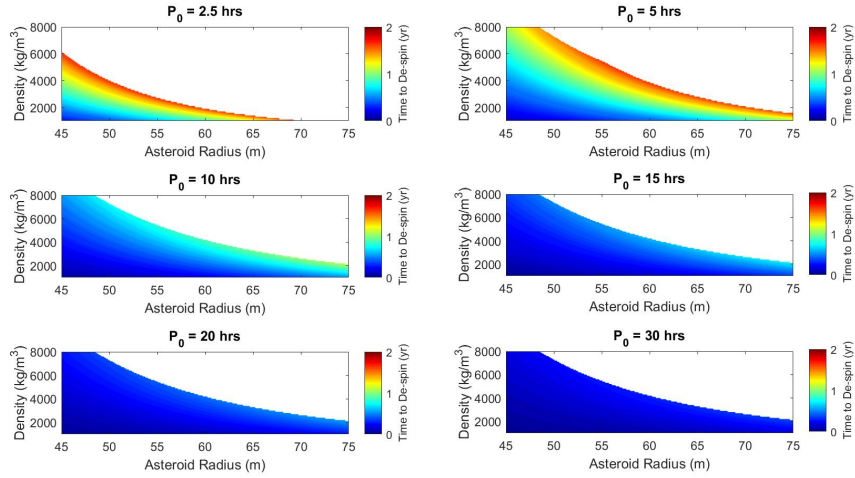 P0 = 2.5 hrs
8000
6000
4000
2000
45 50 55 60 65 70 75
Density (kg/m3)
Asteroid Radius (m)
2
1
0
Time to De-spin (yr)
P0 = 5 hrs
8000
6000
4000
2000
45 50 55 60 65 70 75
Density (kg/m3)
Asteroid Radius (m)
2
1
0
Time to De-spin (yr)
P0 = 10 hrs
8000
6000
4000
2000
45 50 55 60 65 70 75
Density (kg/m3)
Asteroid Radius (m)
2
1
0
Time to De-spin (yr)
P0 = 15 hrs
8000
6000
4000
2000
45 50 55 60 65 70 75
Density (kg/m3)
Asteroid Radius (m)
2
1
0
Time to De-spin (yr)
P0 = 20 hrs
8000
6000
4000
2000
45 50 55 60 65 70 75
Density (kg/m3)
Asteroid Radius (m)
2
1
0
Time to De-spin (yr)
P0 = 30 hrs
8000
6000
4000
2000
45 50 55 60 65 70 75
Density (kg/m3)
Asteroid Radius (m)
2
1
0
Time to De-spin (yr)